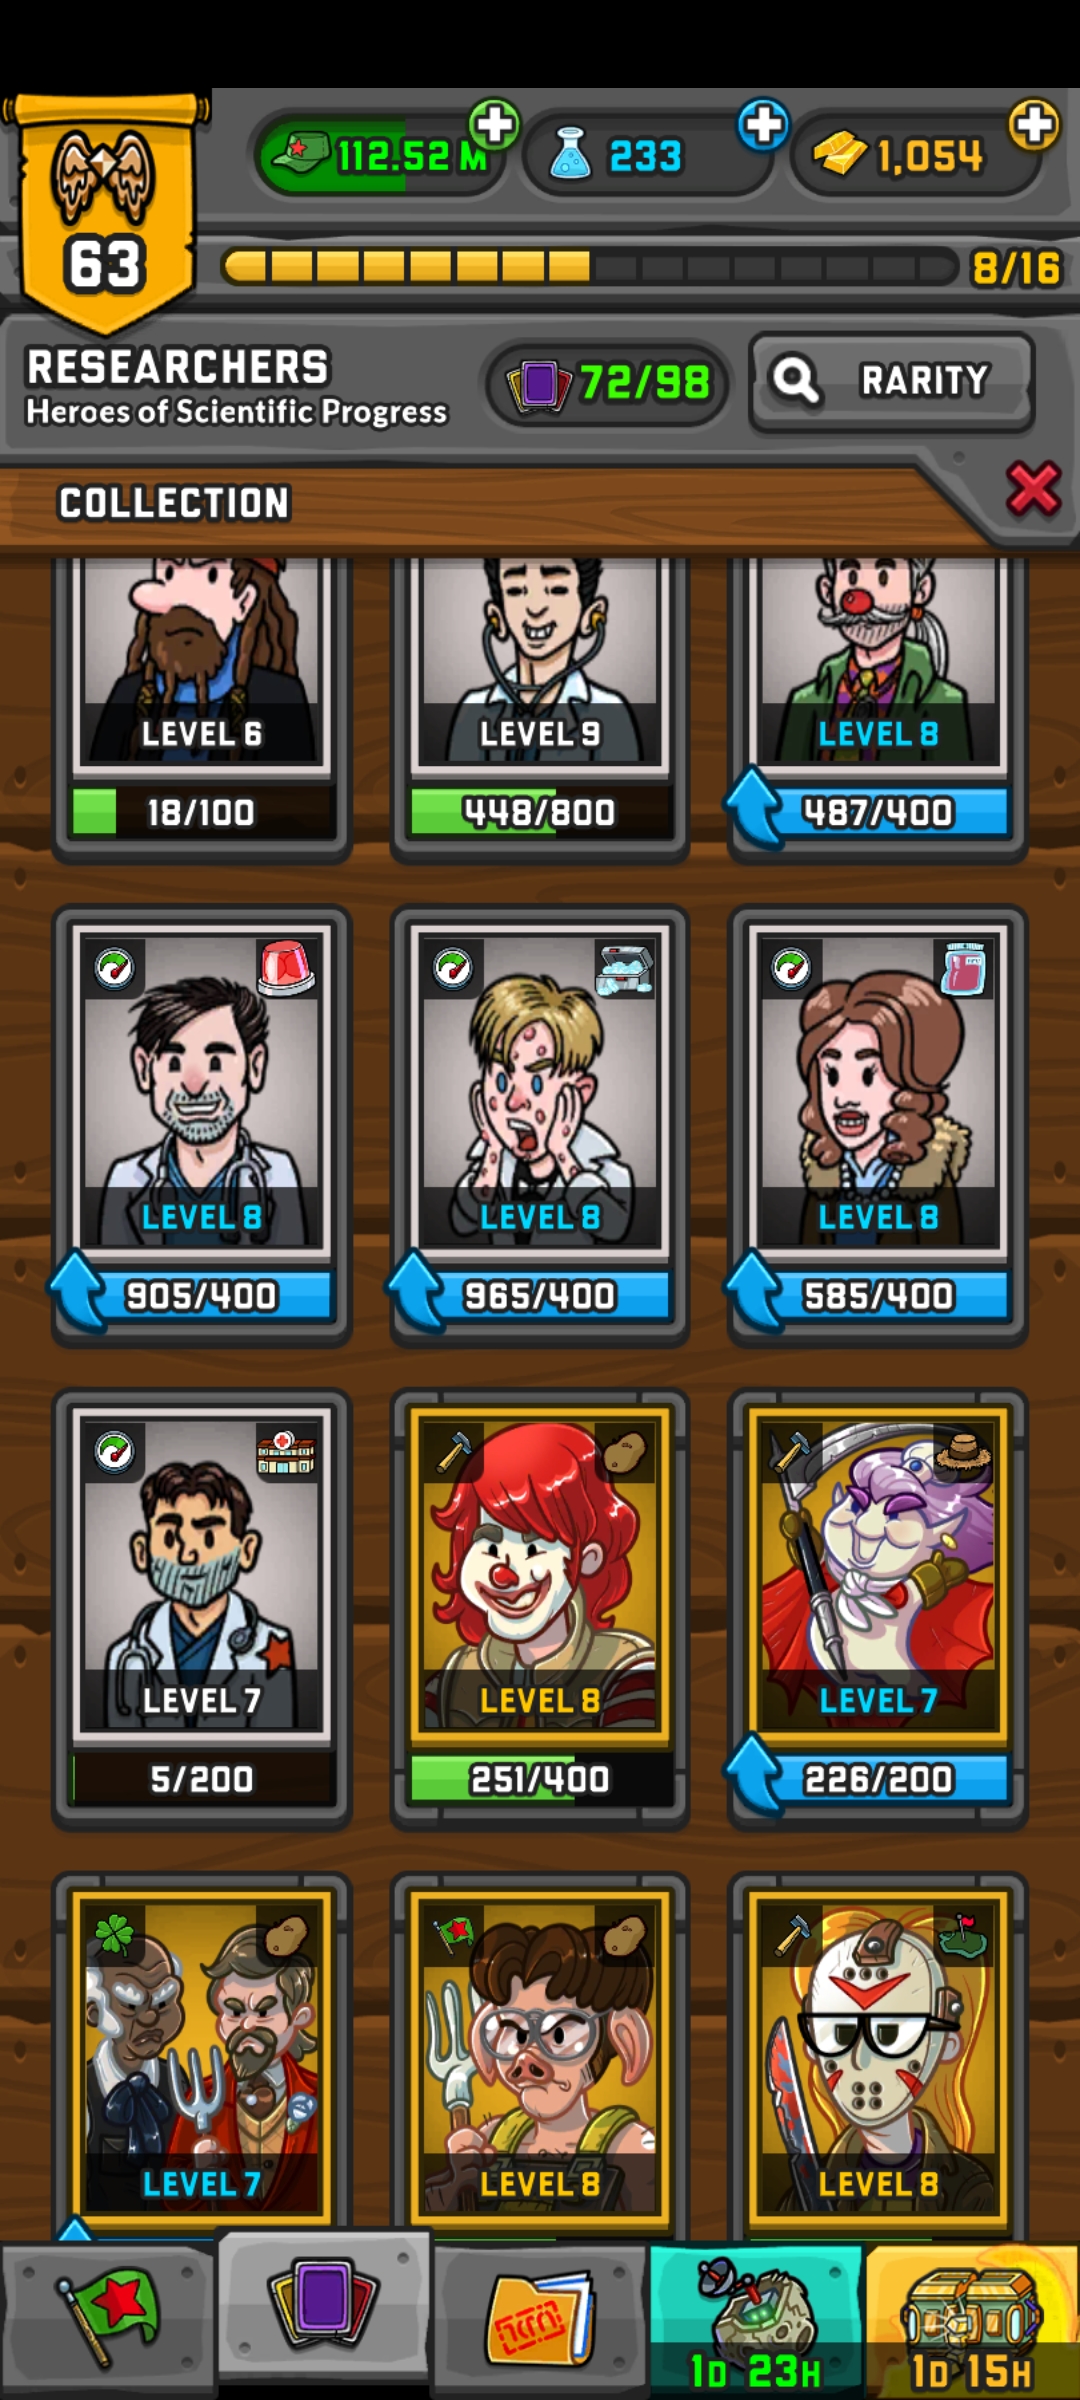 112.52 M
233
1,054
63
8/16
RESEARCHERS
Heroes of Scientific Progress
72/98
RARITY
COLLECTION
LEVEL 6
LEVEL 9
LEVEL 8
18/100
448/800
487/400
LEVEL 8
LEVEL 8
LEVEL 8
905/400
965/400
585/400
LEVEL 7
LEVEL 8
LEVEL 7
5/200
251/400
226/200
LEVEL 7
LEVEL 8
LEVEL 8
1D 23H
1D 15H